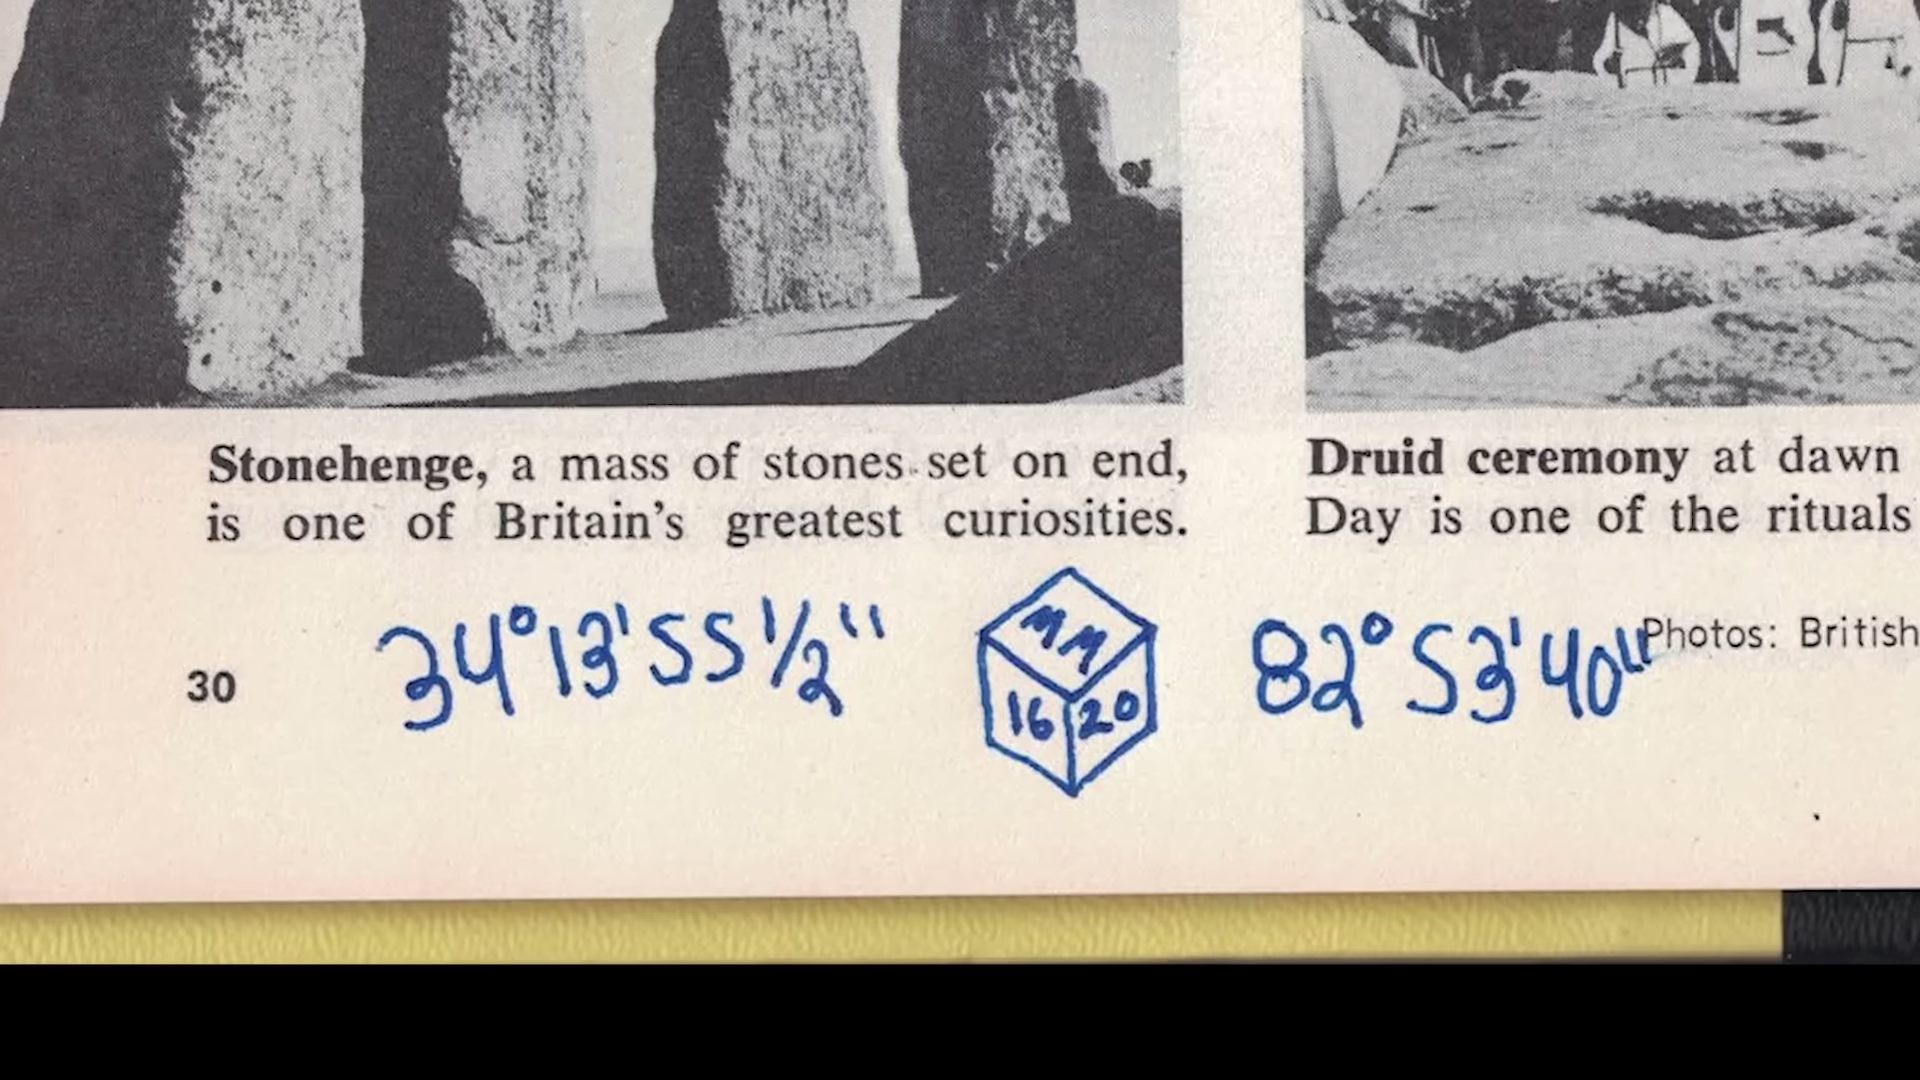 Stonehenge, a mass of stones set on end,
is one of Britain's greatest curiosities.
Druid ceremony at dawn
Day is one of the rituals
Photos: British
30
34°13'55½"
MM
16 20
82°53'40"